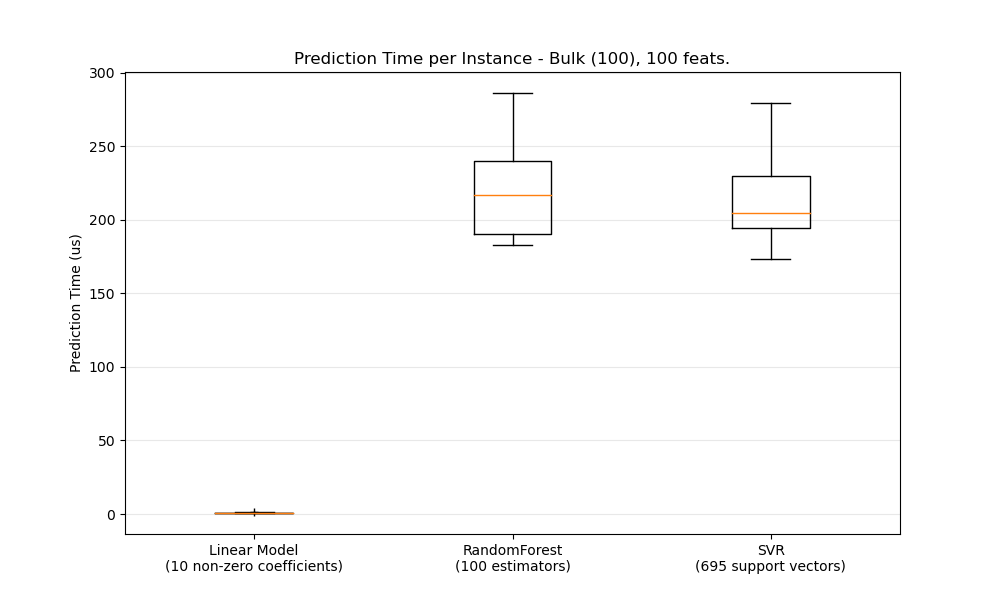 Prediction Time per Instance - Bulk (100), 100 feats.
300
250
200
150
100
50
0
Prediction Time (us)
Linear Model
(10 non-zero coefficients)
RandomForest
(100 estimators)
SVR
(695 support vectors)